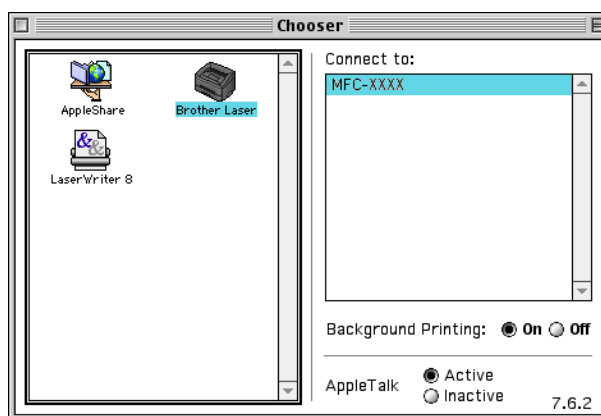 Chooser
AppleShare
Brother Laser
LaserWriter 8
Connect to:
MFC-XXXX
Background Printing: On Off
AppleTalk
Active
Inactive
7.6.2